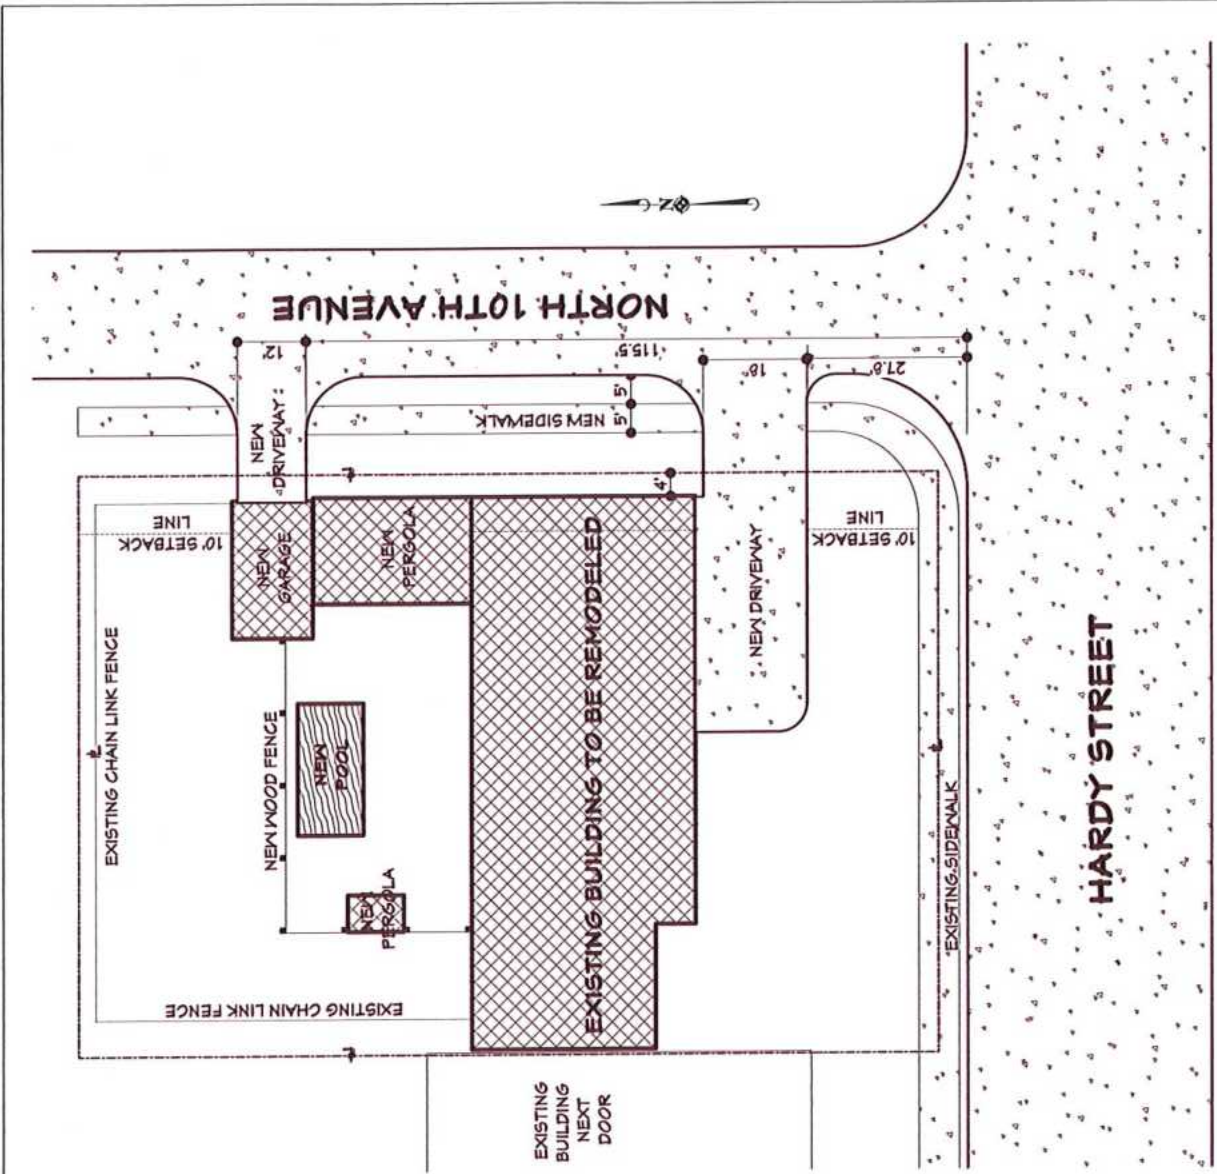 NORTH 10TH AVENUE
N
12'
115.5'
18'
27.8'
5'
5'
4'
NEW
DRIVEWAY
NEW SIDEWALK
10' SETBACK
LINE
NEW
GARAGE
NEW
PERGOLA
EXISTING CHAIN LINK FENCE
NEW WOOD FENCE
NEW
POOL
NEW
PERGOLA
EXISTING CHAIN LINK FENCE
EXISTING BUILDING TO BE REMODELED
NEW DRIVEWAY
10' SETBACK
LINE
EXISTING SIDEWALK
HARDY STREET
EXISTING
BUILDING
NEXT
DOOR